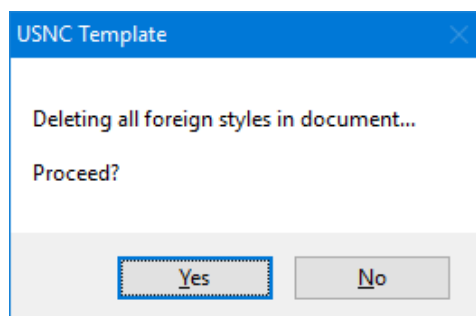 USNC Template
Deleting all foreign styles in document...
Proceed?
Yes
No